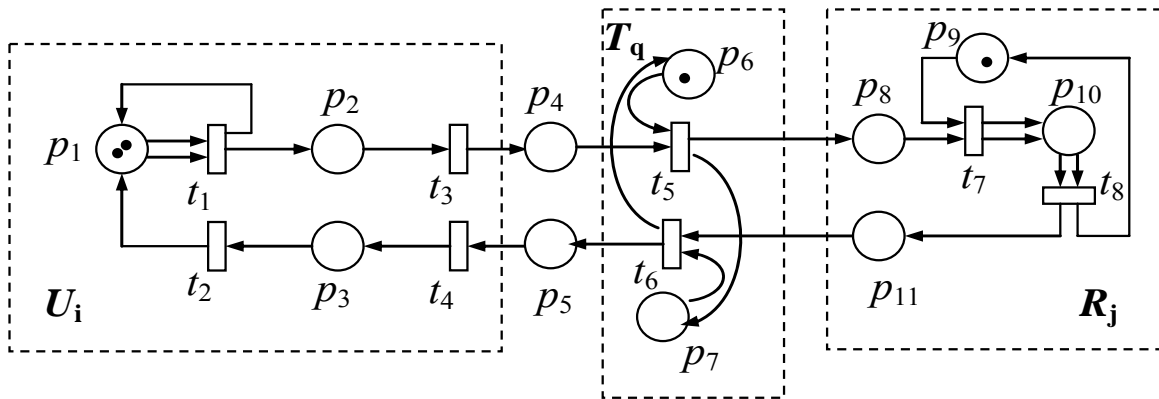 T_q
p_9
p_6
p_10
p_2
p_4
p_8
p_1
t_1
t_3
t_5
t_7
t_8
t_2
p_3
t_4
p_5
t_6
p_11
U_i
p_7
R_j